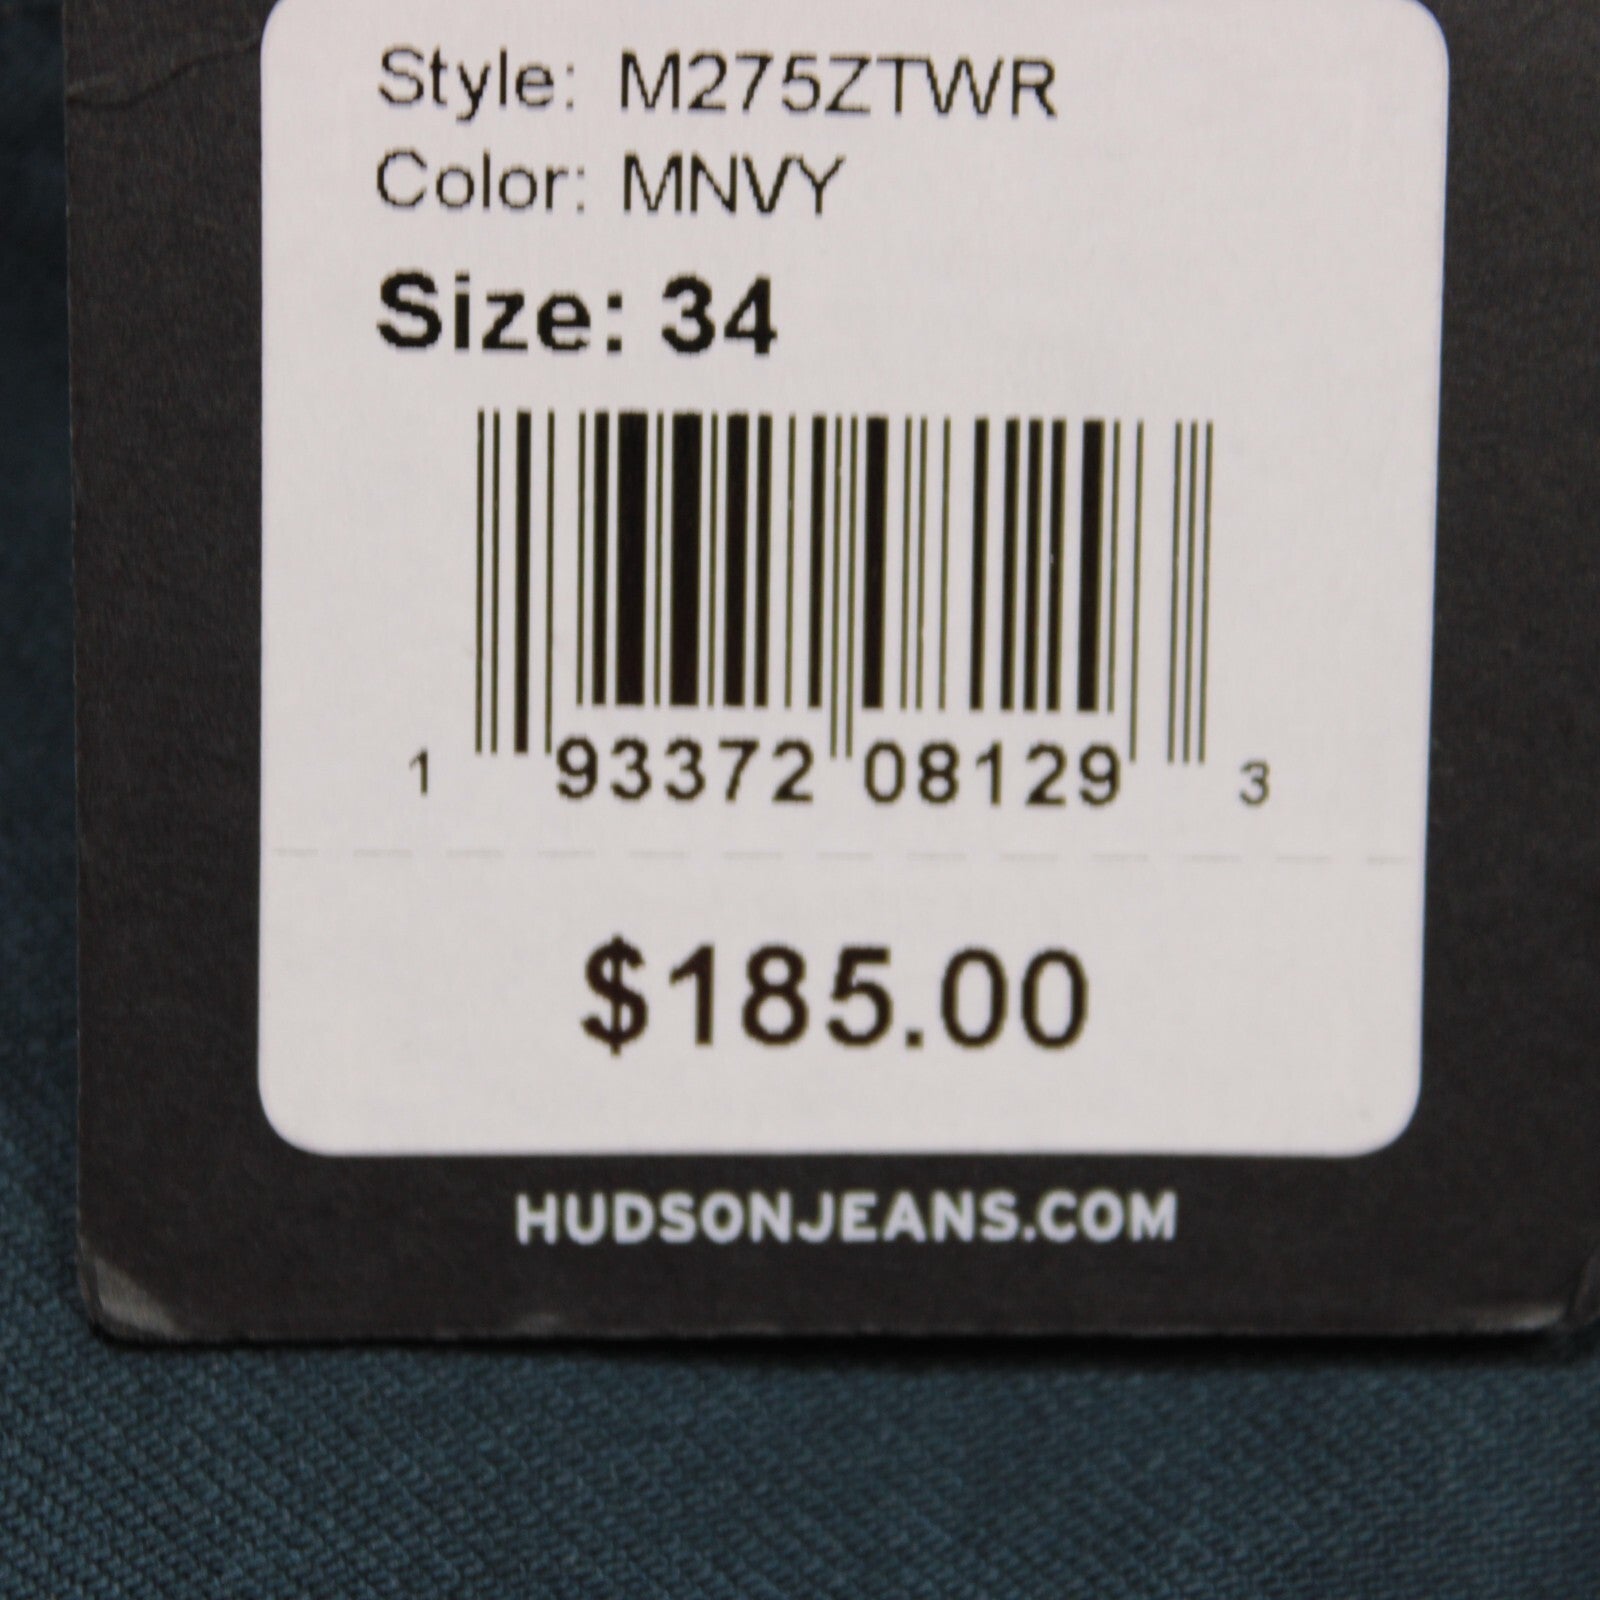 Style: M275ZTWR
Color: MNVY
Size: 34
1 93372 08129 3
$185.00
HUDSONJEANS.COM